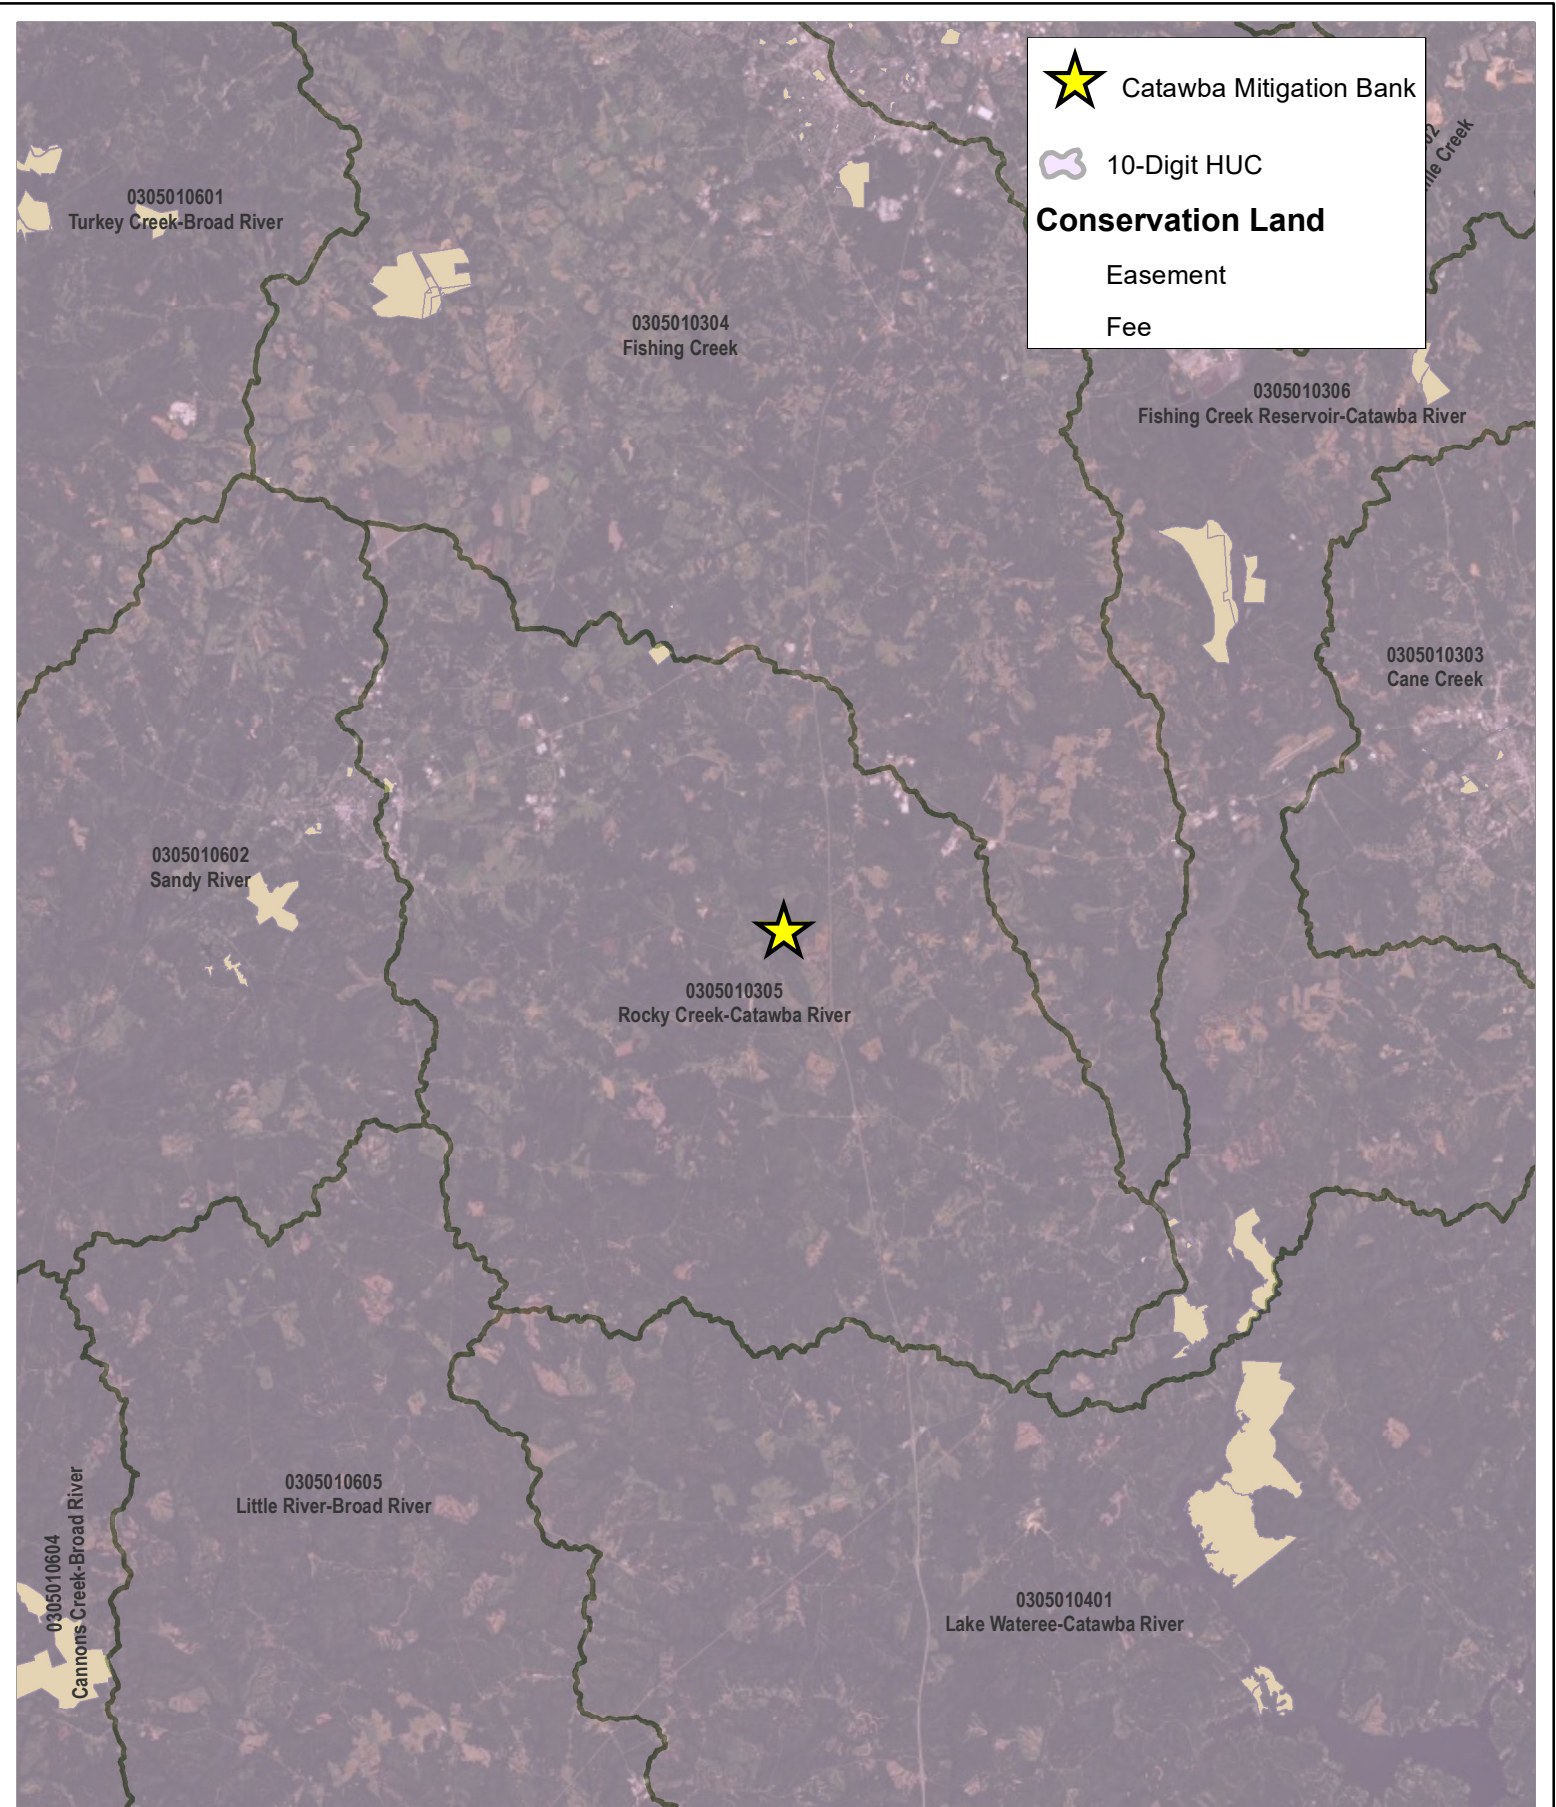 Catawba Mitigation Bank
10-Digit HUC
Conservation Land
Easement
Fee
Creek
0305010601
Turkey Creek-Broad River
0305010304
Fishing Creek
0305010306
Fishing Creek Reservoir-Catawba River
0305010303
Cane Creek
0305010602
Sandy River
0305010305
Rocky Creek-Catawba River
0305010605
Little River-Broad River
0305010604
Cannons Creek-Broad River
0305010401
Lake Wateree-Catawba River